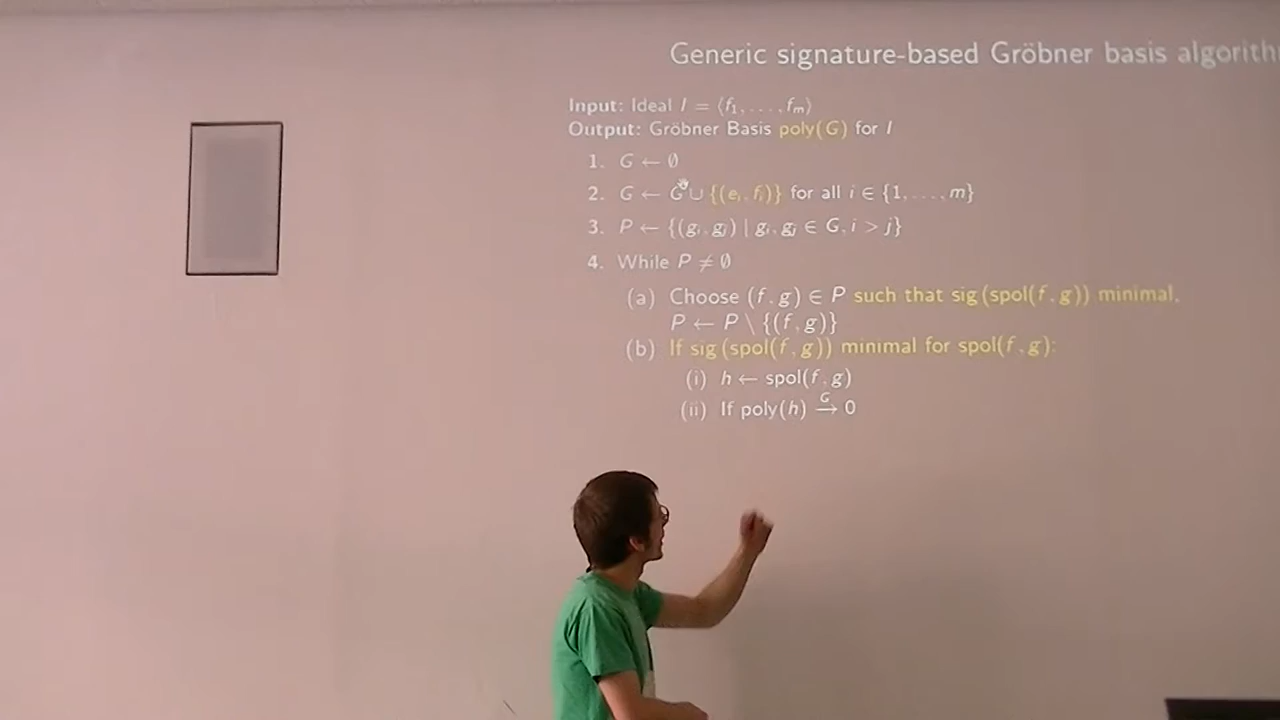 Generic signature-based Gröbner basis algorith
Input: Ideal I = ⟨f₁, . . . , fₘ⟩
Output: Gröbner Basis poly(G) for I
1. G ← ∅
2. G ← G ∪ {(eᵢ, fᵢ)} for all i ∈ {1, . . . , m}
3. P ← {(gᵢ, gⱼ) | gᵢ, gⱼ ∈ G, i > j}
4. While P ≠ ∅
(a) Choose (f, g) ∈ P such that sig (spol(f, g)) minimal.
P ← P \ {(f, g)}
(b) If sig (spol(f, g)) minimal for spol(f, g):
(i) h ← spol(f, g)
(ii) If poly(h) →ᴳ 0